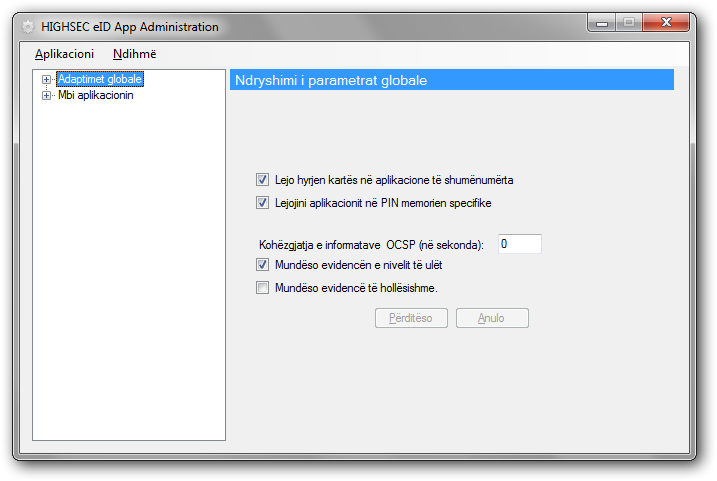 HIGHSEC eID App Administration
Aplikacioni Ndihmë
Adaptimet globale
Mbi aplikacionin
Ndryshimi i parametrat globale
Lejo hyrjen kartës në aplikacione të shumënumërta
Lejojini aplikacionit në PIN memorien specifike
Kohëzgjatja e informatave OCSP (në sekonda): 0
Mundëso evidencën e nivelit të ulët
Mundëso evidencë të hollësishme.
Përditëso Anulo